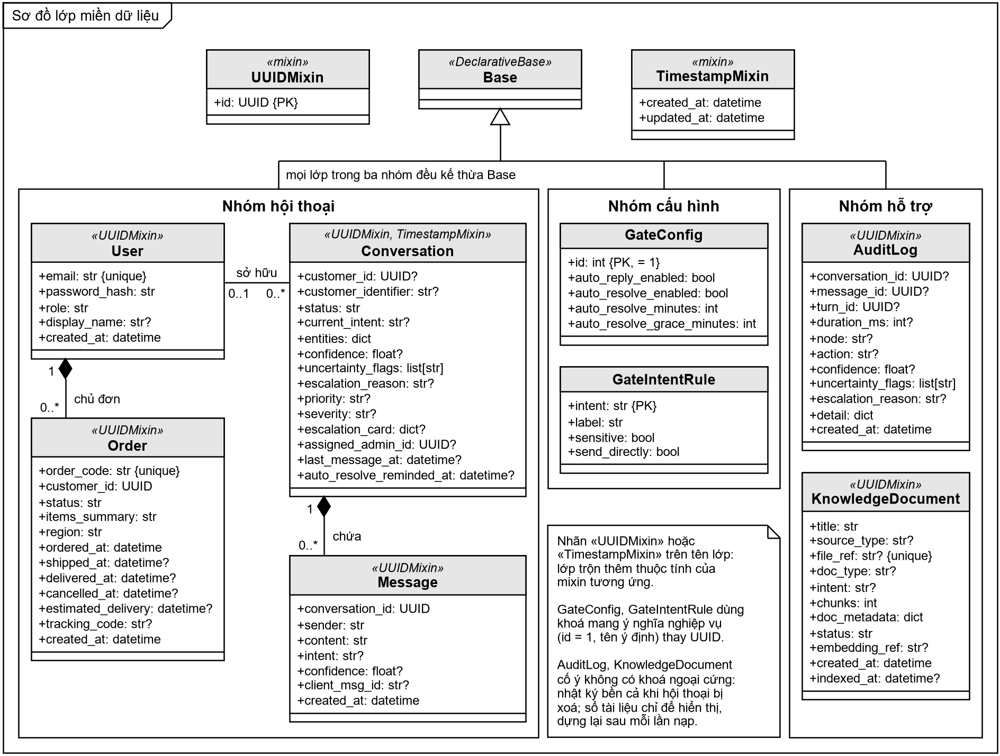 Sơ đồ lớp miền dữ liệu
«mixin»
UUIDMixin
+id: UUID {PK}
«DeclarativeBase»
Base
«mixin»
TimestampMixin
+created_at: datetime
+updated_at: datetime
mọi lớp trong ba nhóm đều kế thừa Base
Nhóm hội thoại
«UUIDMixin»
User
+email: str {unique}
+password_hash: str
+role: str
+display_name: str?
+created_at: datetime
sở hữu
0..1
0..*
1
chủ đơn
0..*
«UUIDMixin»
Order
+order_code: str {unique}
+customer_id: UUID
+status: str
+items_summary: str
+region: str
+ordered_at: datetime
+shipped_at: datetime?
+delivered_at: datetime?
+cancelled_at: datetime?
+estimated_delivery: datetime?
+tracking_code: str?
+created_at: datetime
«UUIDMixin, TimestampMixin»
Conversation
+customer_id: UUID?
+customer_identifier: str?
+status: str
+current_intent: str?
+entities: dict
+confidence: float?
+uncertainty_flags: list[str]
+escalation_reason: str?
+priority: str?
+severity: str?
+escalation_card: dict?
+assigned_admin_id: UUID?
+last_message_at: datetime?
+auto_resolve_reminded_at: datetime?
1
chứa
0..*
«UUIDMixin»
Message
+conversation_id: UUID
+sender: str
+content: str
+intent: str?
+confidence: float?
+client_msg_id: str?
+created_at: datetime
Nhóm cấu hình
GateConfig
+id: int {PK, = 1}
+auto_reply_enabled: bool
+auto_resolve_enabled: bool
+auto_resolve_minutes: int
+auto_resolve_grace_minutes: int
GateIntentRule
+intent: str {PK}
+label: str
+sensitive: bool
+send_directly: bool
Nhãn «UUIDMixin» hoặc
«TimestampMixin» trên tên lớp:
lớp trộn thêm thuộc tính của
mixin tương ứng.
GateConfig, GateIntentRule dùng
khoá mang ý nghĩa nghiệp vụ
(id = 1, tên ý định) thay UUID.
AuditLog, KnowledgeDocument
cố ý không có khoá ngoại cứng:
nhật ký bền cả khi hội thoại bị
xoá; sổ tài liệu chỉ để hiển thị,
dựng lại sau mỗi lần nạp.
Nhóm hỗ trợ
«UUIDMixin»
AuditLog
+conversation_id: UUID?
+message_id: UUID?
+turn_id: UUID?
+duration_ms: int?
+node: str?
+action: str?
+confidence: float?
+uncertainty_flags: list[str]
+escalation_reason: str?
+detail: dict
+created_at: datetime
«UUIDMixin»
KnowledgeDocument
+title: str
+source_type: str?
+file_ref: str? {unique}
+doc_type: str?
+intent: str?
+chunks: int
+doc_metadata: dict
+status: str
+embedding_ref: str?
+created_at: datetime
+indexed_at: datetime?